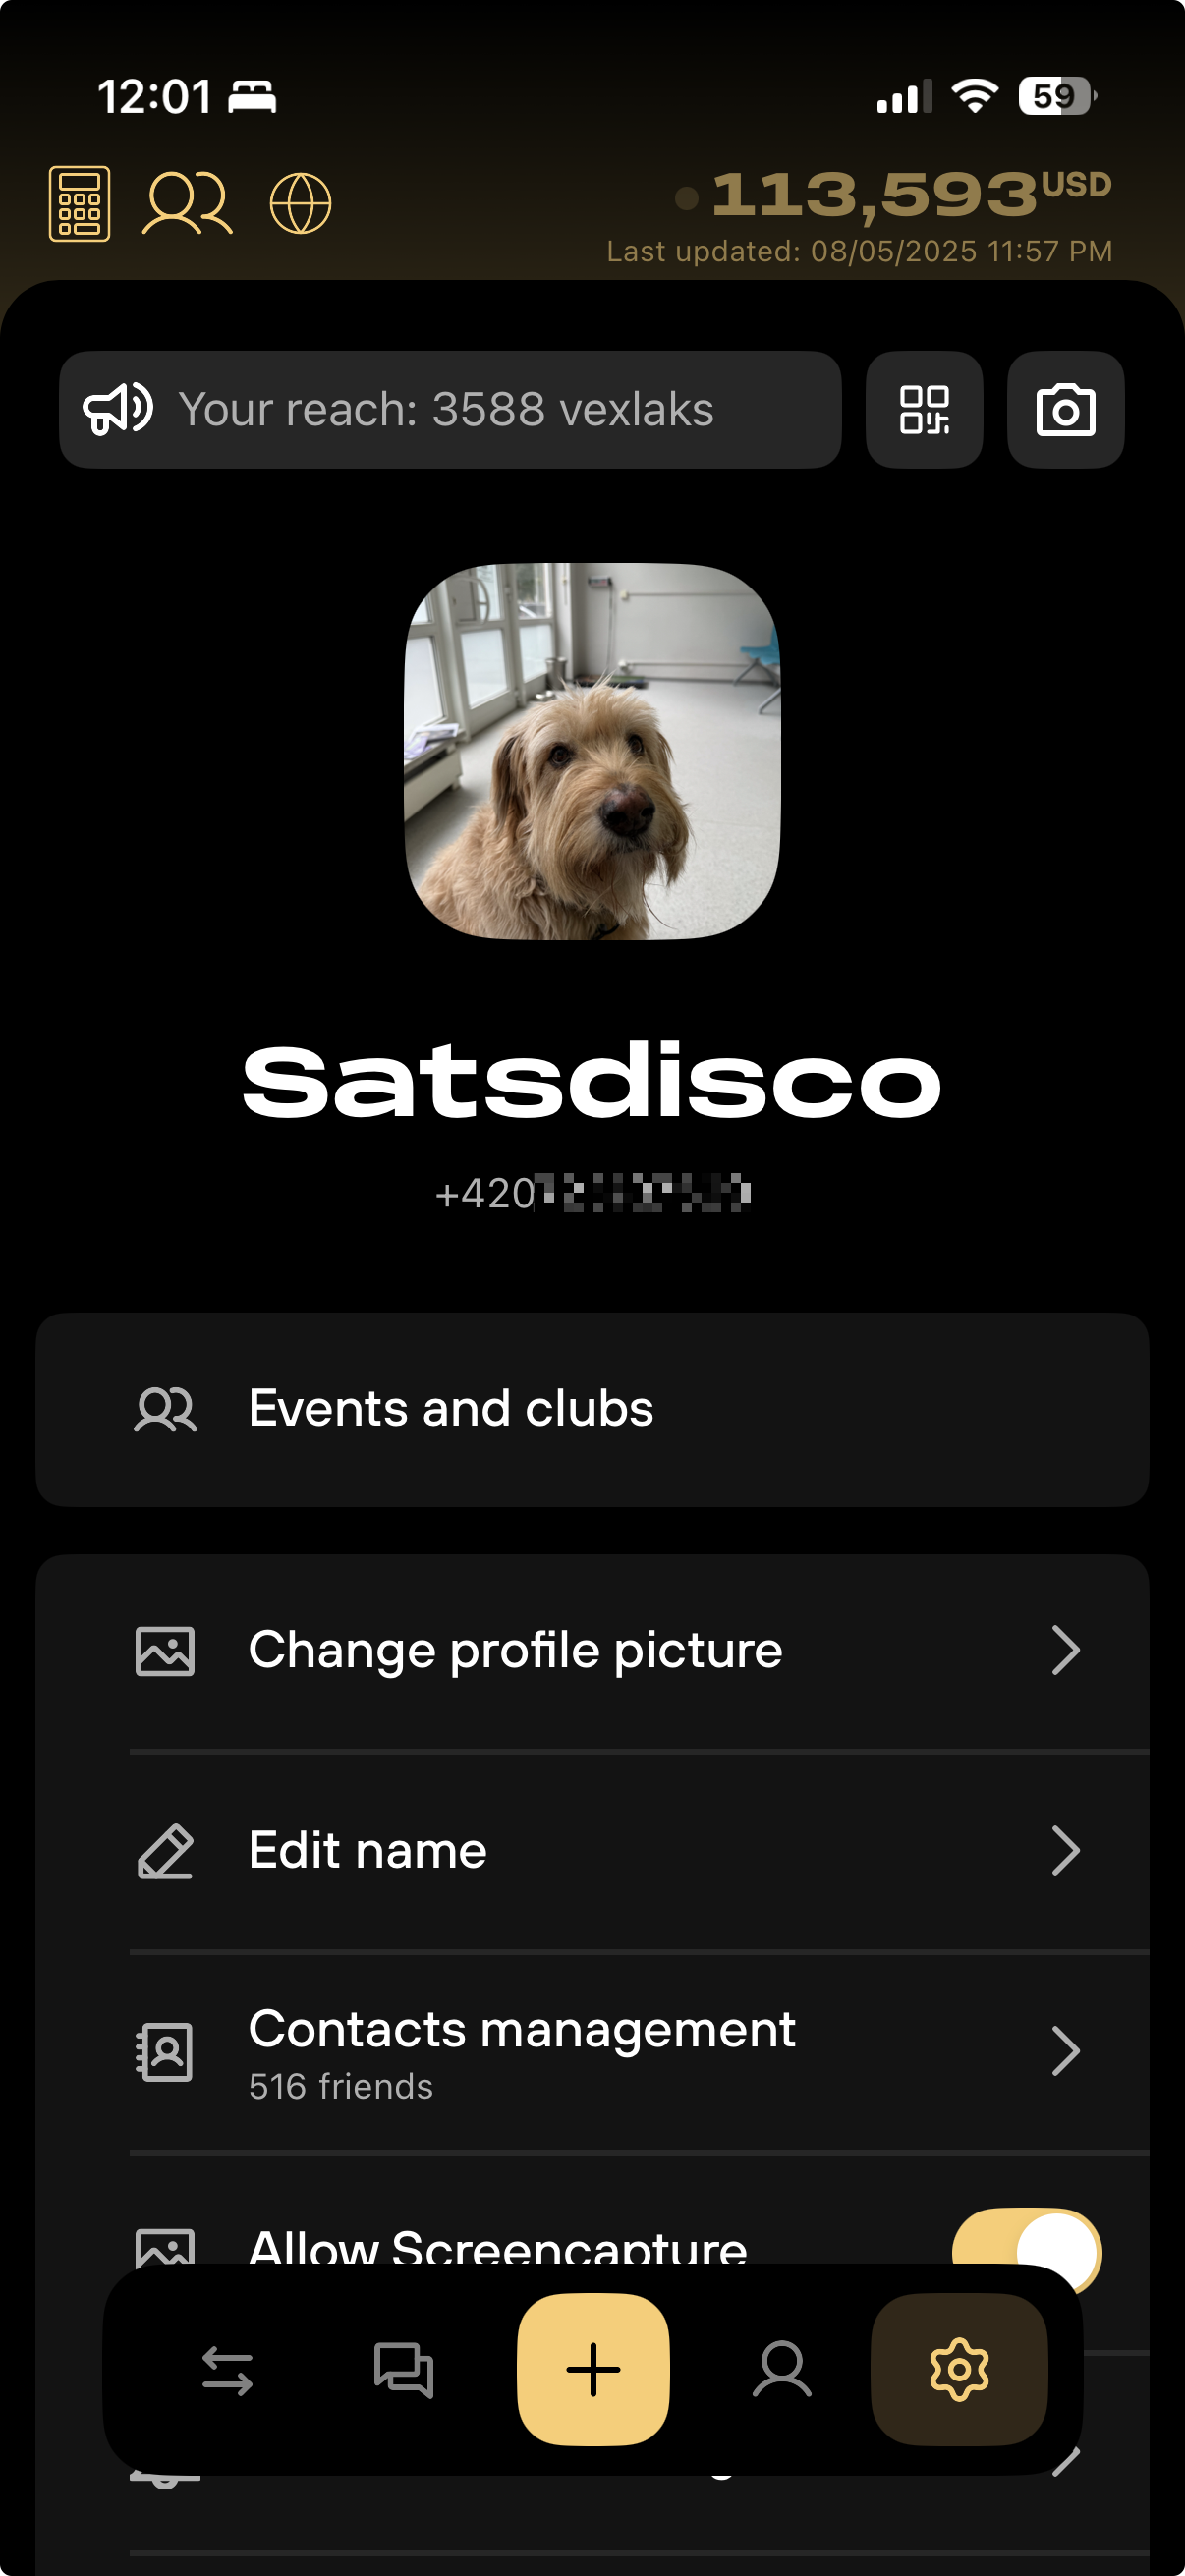 12:01
59
113,593USD
Last updated: 08/05/2025 11:57 PM
Your reach: 3588 vexlaks
Satsdisco
+420
Events and clubs
Change profile picture
Edit name
Contacts management
516 friends
Allow Screencapture